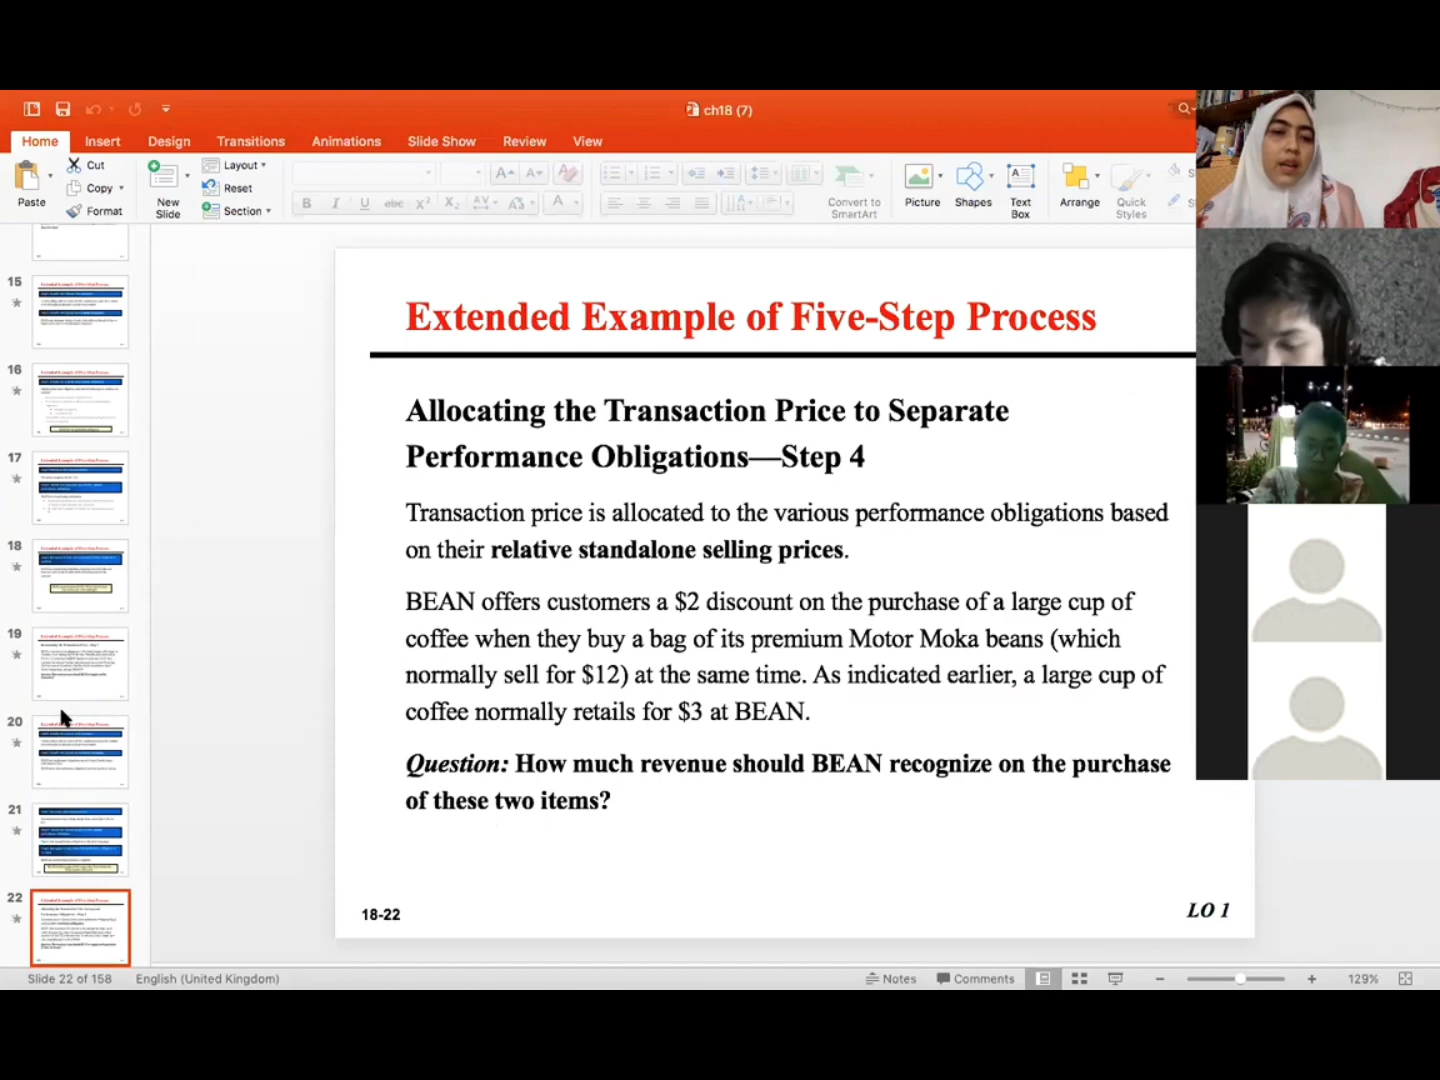 ch18 (7)
Home
Insert
Design
Transitions
Animations
Slide Show
Review
View
Paste
Cut
Copy
Format
New
Slide
Layout
Reset
Section
B
I
U
abc
X²
X₂
AV
Convert to
SmartArt
Picture
Shapes
Text
Box
Arrange
Quick
Styles
15
16
17
18
19
20
21
22
Extended Example of Five-Step Process
Allocating the Transaction Price to Separate
Performance Obligations—Step 4
Transaction price is allocated to the various performance obligations based
on their relative standalone selling prices.
BEAN offers customers a $2 discount on the purchase of a large cup of
coffee when they buy a bag of its premium Motor Moka beans (which
normally sell for $12) at the same time. As indicated earlier, a large cup of
coffee normally retails for $3 at BEAN.
Question: How much revenue should BEAN recognize on the purchase
of these two items?
18-22
LO 1
Slide 22 of 158
English (United Kingdom)
Notes
Comments
129%